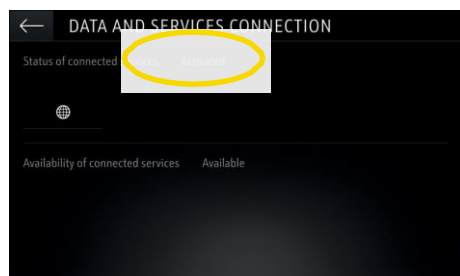 DATA AND SERVICES CONNECTION
Status of connected services Activated
Availability of connected services Available